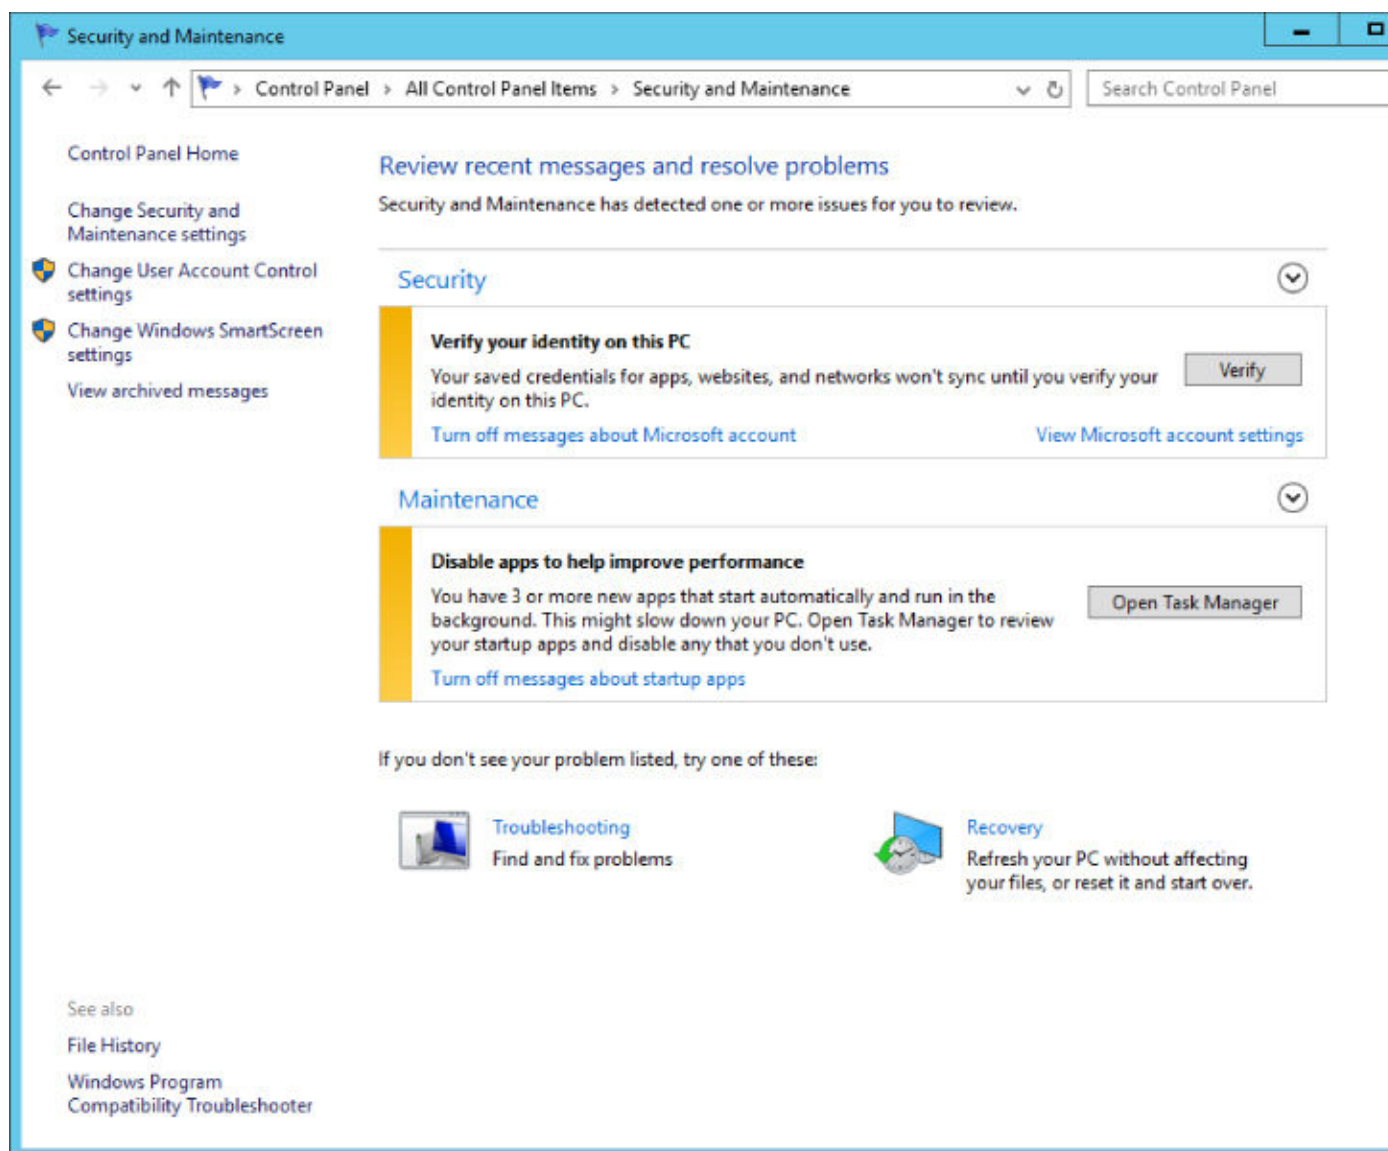 Security and Maintenance
Control Panel > All Control Panel Items > Security and Maintenance
Search Control Panel
Control Panel Home
Change Security and
Maintenance settings
Change User Account Control
settings
Change Windows SmartScreen
settings
View archived messages
Review recent messages and resolve problems
Security and Maintenance has detected one or more issues for you to review.
Security
Verify your identity on this PC
Your saved credentials for apps, websites, and networks won't sync until you verify your
identity on this PC.
Verify
Turn off messages about Microsoft account
View Microsoft account settings
Maintenance
Disable apps to help improve performance
You have 3 or more new apps that start automatically and run in the
background. This might slow down your PC. Open Task Manager to review
your startup apps and disable any that you don't use.
Open Task Manager
Turn off messages about startup apps
If you don't see your problem listed, try one of these:
Troubleshooting
Find and fix problems
Recovery
Refresh your PC without affecting
your files, or reset it and start over.
See also
File History
Windows Program
Compatibility Troubleshooter